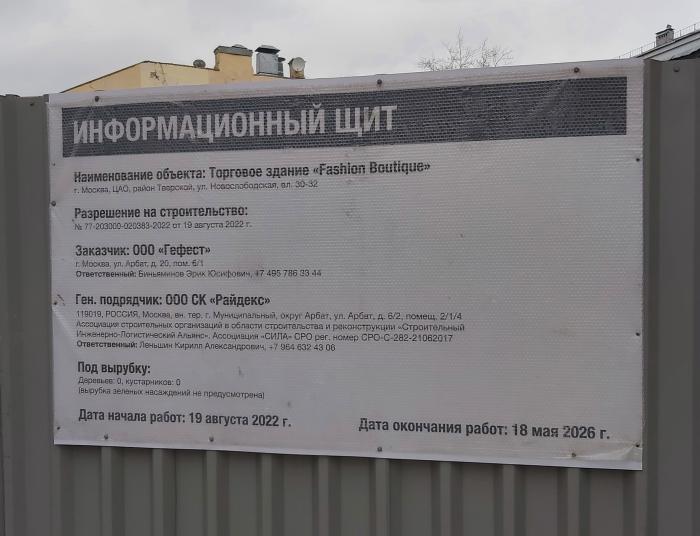 ИНФОРМАЦИОННЫЙ ЩИТ
Наименование объекта: Торговое здание «Fashion Boutique»
г. Москва, ЦАО, район Тверской, ул. Новослободская, вл. 30-32
Разрешение на строительство:
№ 77-203000-020383-2022 от 19 августа 2022 г.
Заказчик: ООО «Гефест»
г. Москва, ул. Арбат, д. 20, пом. 6/1
Ответственный: Биньяминов Эрик Юсифович, +7 495 786 33 44
Ген. подрядчик: ООО СК «Райдекс»
119019, РОССИЯ, Москва, вн. тер. г. Муниципальный, округ Арбат, ул. Арбат, д. 6/2, помещ. 2/1/4
Ассоциация строительных организаций в области строительства и реконструкции «Строительный
Инженерно-Логистический Альянс». Ассоциация «СИЛА» СРО рег. номер СРО-С-282-21062017
Ответственный: Леньшин Кирилл Александрович, +7 964 632 43 06
Под вырубку:
Деревьев: 0, кустарников: 0
(вырубка зеленых насаждений не предусмотрена)
Дата начала работ: 19 августа 2022 г.
Дата окончания работ: 18 мая 2026 г.